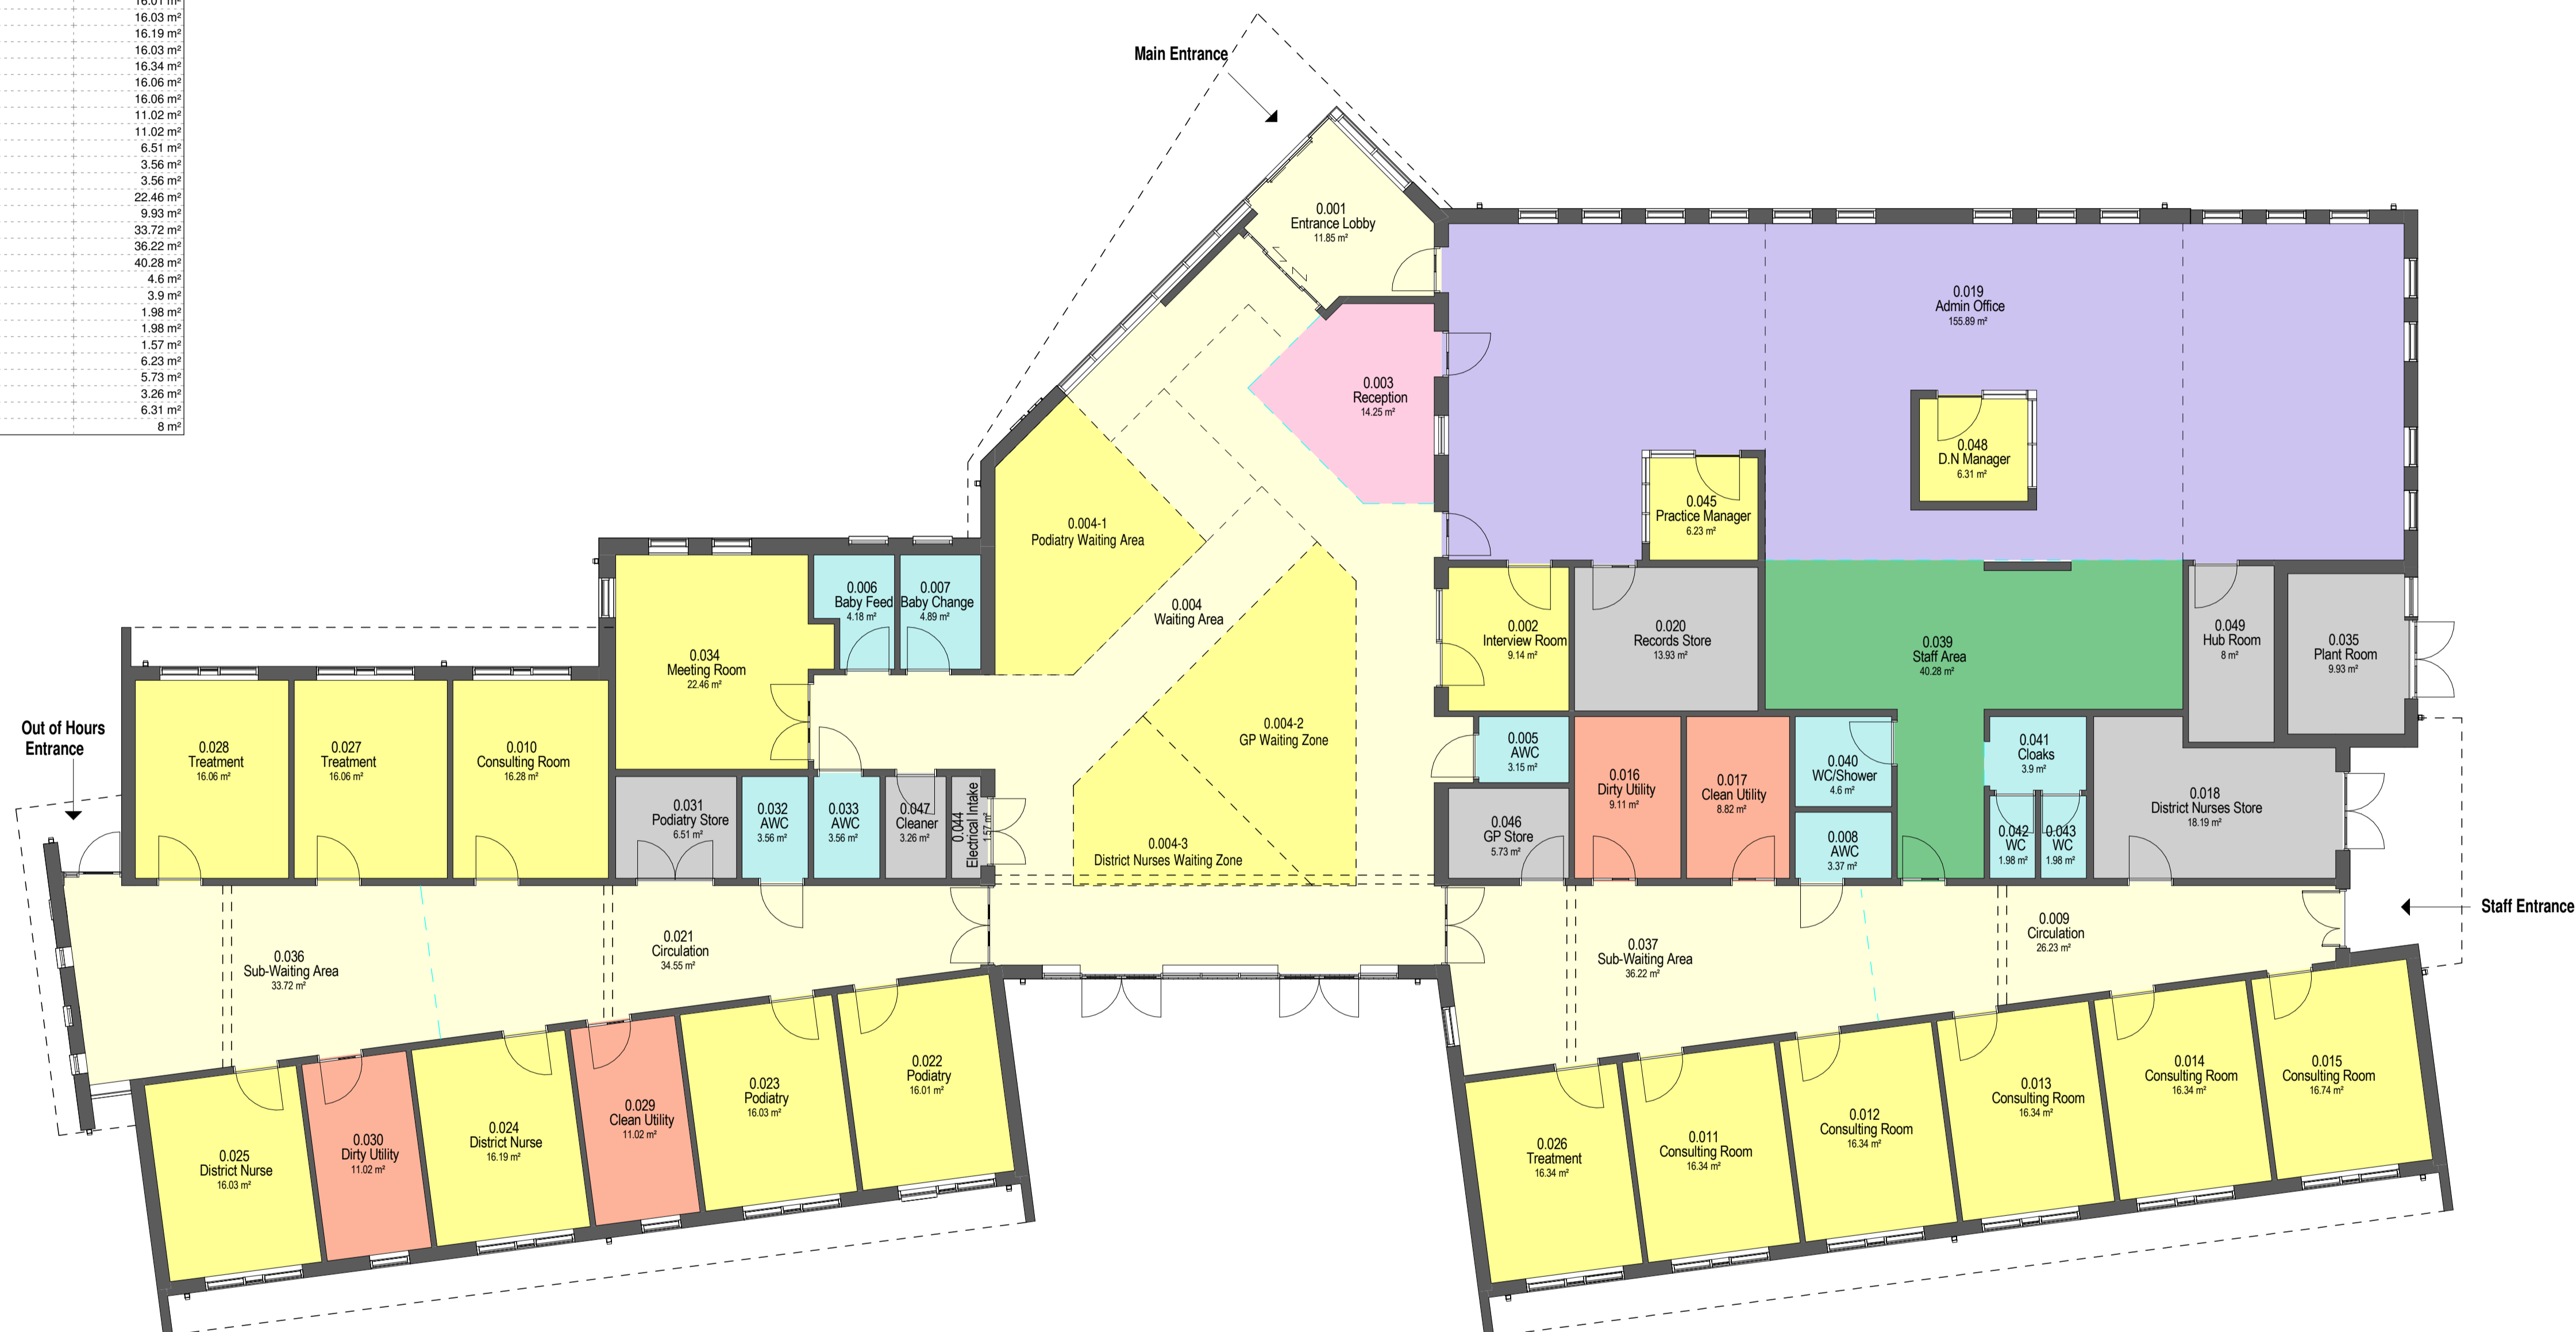 16.01 m²
16.03 m²
16.19 m²
16.03 m²
16.34 m²
16.06 m²
16.06 m²
11.02 m²
11.02 m²
6.51 m²
3.56 m²
3.56 m²
22.46 m²
9.93 m²
33.72 m²
36.22 m²
40.28 m²
4.6 m²
3.9 m²
1.98 m²
1.98 m²
1.57 m²
6.23 m²
5.73 m²
3.26 m²
6.31 m²
8 m²
Main Entrance
0.001
Entrance Lobby
11.85 m²
0.003
Reception
14.25 m²
0.019
Admin Office
155.89 m²
0.048
D.N Manager
6.31 m²
0.045
Practice Manager
6.23 m²
0.004-1
Podiatry Waiting Area
0.004
Waiting Area
0.004-2
GP Waiting Zone
0.004-3
District Nurses Waiting Zone
0.006
Baby Feed
4.18 m²
0.007
Baby Change
4.89 m²
0.034
Meeting Room
22.46 m²
0.002
Interview Room
9.14 m²
0.020
Records Store
13.93 m²
0.039
Staff Area
40.28 m²
0.049
Hub Room
8 m²
0.035
Plant Room
9.93 m²
Out of Hours
Entrance
0.028
Treatment
16.06 m²
0.027
Treatment
16.06 m²
0.010
Consulting Room
16.28 m²
0.031
Podiatry Store
6.51 m²
0.032
AWC
3.56 m²
0.033
AWC
3.56 m²
0.047
Cleaner
3.26 m²
0.044
Electrical Intake
1.57 m²
0.005
AWC
3.15 m²
0.046
GP Store
5.73 m²
0.016
Dirty Utility
9.11 m²
0.017
Clean Utility
8.82 m²
0.040
WC/Shower
4.6 m²
0.008
AWC
3.37 m²
0.041
Cloaks
3.9 m²
0.042
WC
1.98 m²
0.043
WC
1.98 m²
0.018
District Nurses Store
18.19 m²
Staff Entrance
0.036
Sub-Waiting Area
33.72 m²
0.021
Circulation
34.55 m²
0.037
Sub-Waiting Area
36.22 m²
0.009
Circulation
26.23 m²
0.025
District Nurse
16.03 m²
0.030
Dirty Utility
11.02 m²
0.024
District Nurse
16.19 m²
0.029
Clean Utility
11.02 m²
0.023
Podiatry
16.03 m²
0.022
Podiatry
16.01 m²
0.026
Treatment
16.34 m²
0.011
Consulting Room
16.34 m²
0.012
Consulting Room
16.34 m²
0.013
Consulting Room
16.34 m²
0.014
Consulting Room
16.34 m²
0.015
Consulting Room
16.74 m²